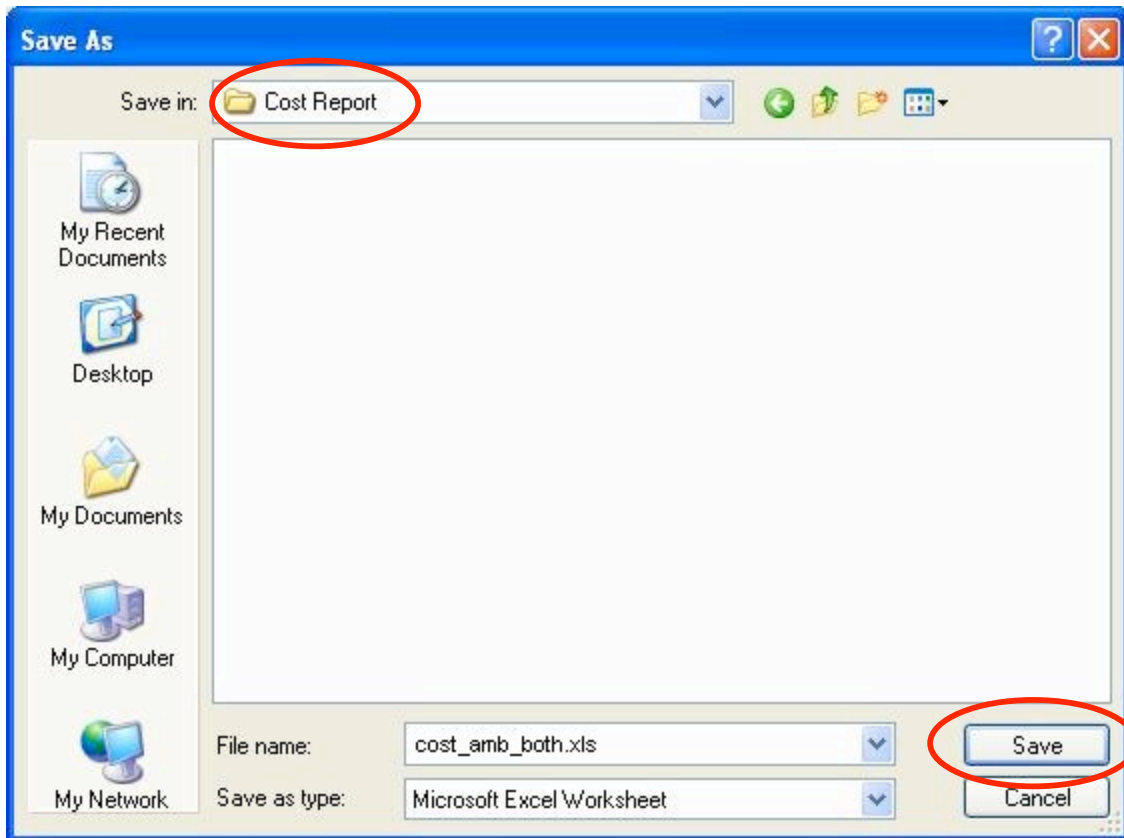 Save As
Save in: Cost Report
My Recent
Documents
Desktop
My Documents
My Computer
My Network
File name: cost_amb_both.xls Save
Save as type: Microsoft Excel Worksheet Cancel